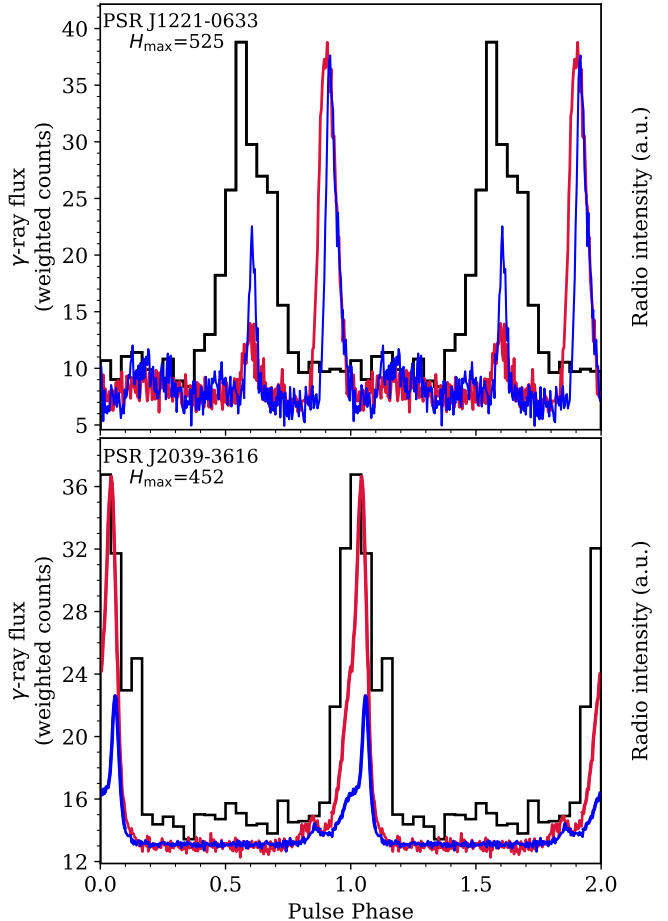 PSR J1221-0633
Hmax=525
40
35
30
25
20
15
10
5
γ-ray flux
(weighted counts)
Radio intensity (a.u.)
PSR J2039-3616
Hmax=452
36
32
28
24
20
16
12
γ-ray flux
(weighted counts)
Radio intensity (a.u.)
0.0 0.5 1.0 1.5 2.0
Pulse Phase